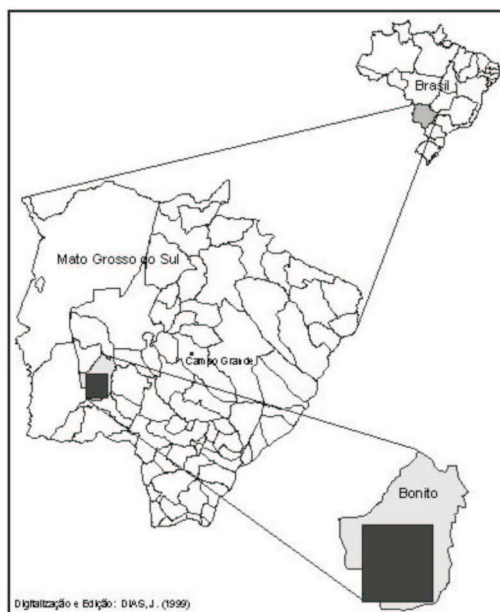 Brasil
Mato Grosso do Sul
Campo Grande
Bonito
Digitalização e Edição: DIAS, J. (1999)